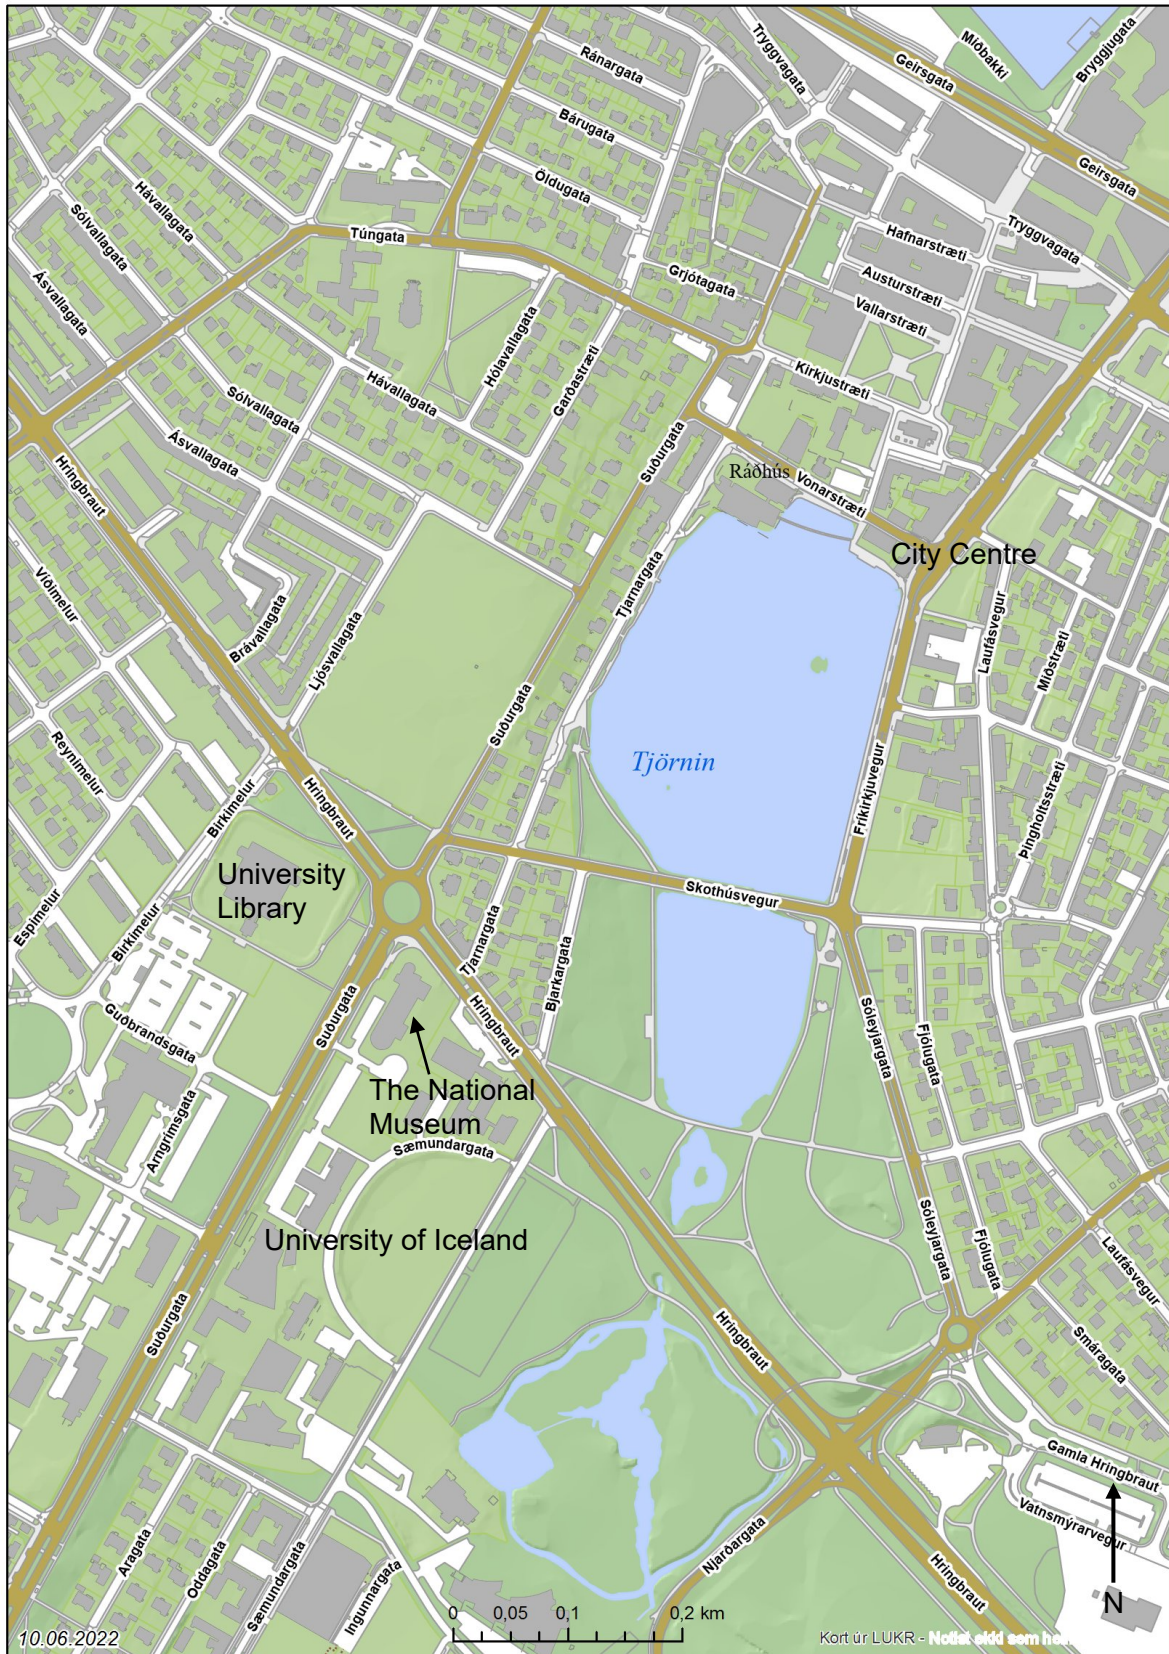 Ránargata
Tryggvagata
Miðbakki
Bryggjugata
Geirsgata
Bárugata
Geirsgata
Öldugata
Hávallagata
Sólvallagata
Túngata
Hafnarstræti
Tryggvagata
Ásvallagata
Grjótagata
Austurstræti
Vallarstræti
Hólavallagata
Garðastræti
Kirkjustræti
Hávallagata
Sólvallagata
Ásvallagata
Suðurgata
Ráðhús
Vonarstræti
Hringbraut
City Centre
Víðimelur
Tjarnargata
Laufásvegur
Brávallagata
Ljósvallagata
Miðstræti
Suðurgata
Reynimelur
Tjörnin
Fríkirkjuvegur
Þingholtsstræti
Hringbraut
Birkimelur
University
Library
Skothúsvegur
Espimelur
Birkimelur
Tjarnargata
Bjarkargata
Suðurgata
Hringbraut
Sóleyjargata
Fjólugata
Guðbrandsgata
The National
Museum
Arngrímsgata
Sæmundargata
University of Iceland
Sóleyjargata
Fjólugata
Laufásvegur
Suðurgata
Hringbraut
Smáragata
Gamla Hringbraut
Vatnsmýrarvegur
Njarðargata
Hringbraut
Aragata
Oddagata
Sæmundargata
Ingunnargata
N
0 0,05 0,1 0,2 km
10.06.2022
Kort úr LUKR - Notist ekki sem